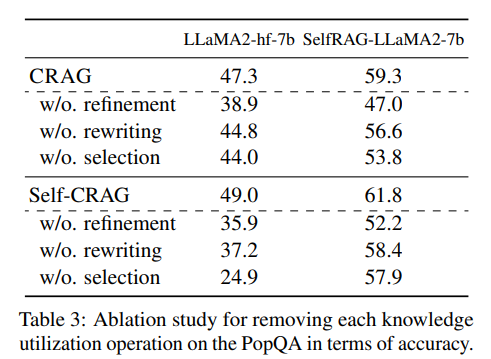 LLaMA2-hf-7b SelfRAG-LLaMA2-7b
CRAG 47.3 59.3
w/o. refinement 38.9 47.0
w/o. rewriting 44.8 56.6
w/o. selection 44.0 53.8
Self-CRAG 49.0 61.8
w/o. refinement 35.9 52.2
w/o. rewriting 37.2 58.4
w/o. selection 24.9 57.9
Table 3: Ablation study for removing each knowledge
utilization operation on the PopQA in terms of accuracy.